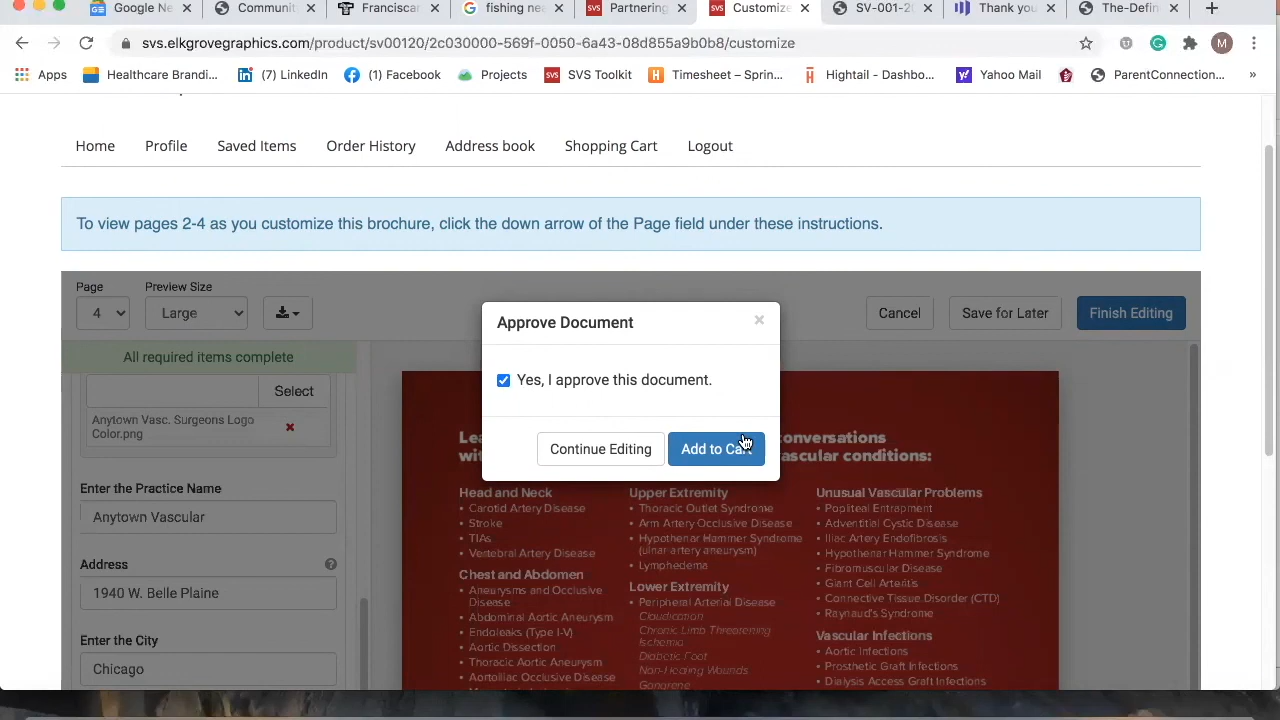 Google Ne
Communit
Franciscar
fishing ne
Partnering
Customize
SV-001-2
Thank you
The-Defin
svs.elkgrovegraphics.com/product/sv00120/2c030000-569f-0050-6a43-08d855a9b0b8/customize
M
Apps
Healthcare Brandi...
(7) LinkedIn
(1) Facebook
Projects
SVS Toolkit
Timesheet – Sprin...
Hightail - Dashbo...
Yahoo Mail
ParentConnection...
»
Home
Profile
Saved Items
Order History
Address book
Shopping Cart
Logout
To view pages 2-4 as you customize this brochure, click the down arrow of the Page field under these instructions.
Page
Preview Size
4
Large
Cancel
Save for Later
Finish Editing
All required items complete
Select
Anytown Vasc. Surgeons Logo
Color.png
Enter the Practice Name
Anytown Vascular
Address
1940 W. Belle Plaine
Enter the City
Chicago
Approve Document
×
Yes, I approve this document.
Continue Editing
Add to Cart
conversations
vascular conditions:
Head and Neck
• Carotid Artery Disease
• Stroke
• TIAs
• Vertebral Artery Disease
Chest and Abdomen
• Aneurysms and Occlusive
Disease
• Abdominal Aortic Aneurysm
• Endoleaks (Type I-V)
• Aortic Dissection
• Thoracic Aortic Aneurysm
• Aortoiliac Occlusive Disease
Upper Extremity
• Thoracic Outlet Syndrome
• Arm Artery Occlusive Disease
• Hypothenar Hammer Syndrome
(ulnar artery aneurysm)
• Lymphedema
Lower Extremity
• Peripheral Arterial Disease
Claudication
Chronic Limb Threatening
Ischemia
Diabetic Foot
Non-Healing Wounds
Gangrene
Unusual Vascular Problems
• Popliteal Entrapment
• Adventitial Cystic Disease
• Iliac Artery Endofibrosis
• Hypothenar Hammer Syndrome
• Fibromuscular Disease
• Giant Cell Arteritis
• Connective Tissue Disorder (CTD)
• Raynaud's Syndrome
Vascular Infections
• Aortic Infections
• Prosthetic Graft Infections
• Dialysis Access Graft Infections